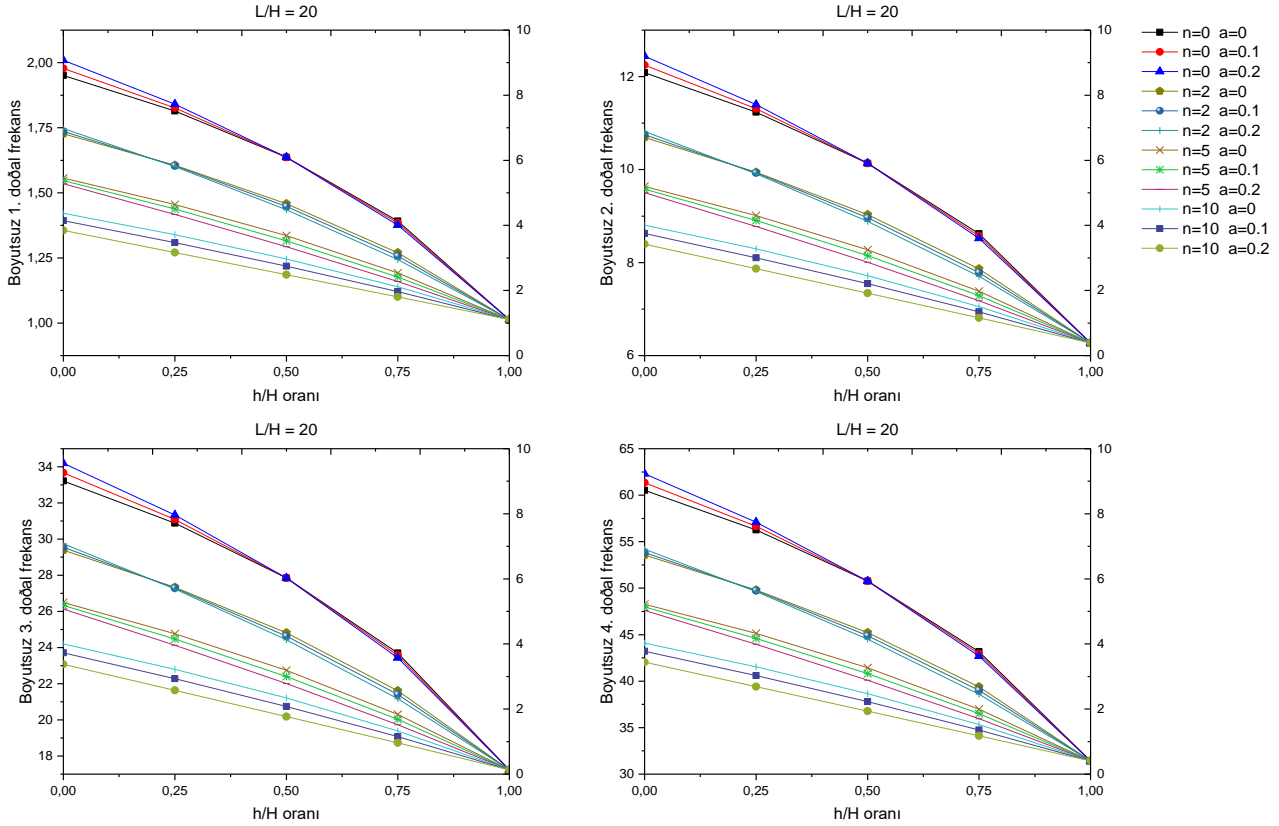 L/H = 20
Boyutsuz 1. doðal frekans
2,00
1,75
1,50
1,25
1,00
10
8
6
4
2
0
0,00 0,25 0,50 0,75 1,00
h/H oranı
L/H = 20
Boyutsuz 2. doðal frekans
12
10
8
6
10
8
6
4
2
0
0,00 0,25 0,50 0,75 1,00
h/H oranı
n=0 a=0
n=0 a=0.1
n=0 a=0.2
n=2 a=0
n=2 a=0.1
n=2 a=0.2
n=5 a=0
n=5 a=0.1
n=5 a=0.2
n=10 a=0
n=10 a=0.1
n=10 a=0.2
L/H = 20
Boyutsuz 3. doðal frekans
34
32
30
28
26
24
22
20
18
10
8
6
4
2
0
0,00 0,25 0,50 0,75 1,00
h/H oranı
L/H = 20
Boyutsuz 4. doðal frekans
65
60
55
50
45
40
35
30
10
8
6
4
2
0
0,00 0,25 0,50 0,75 1,00
h/H oranı